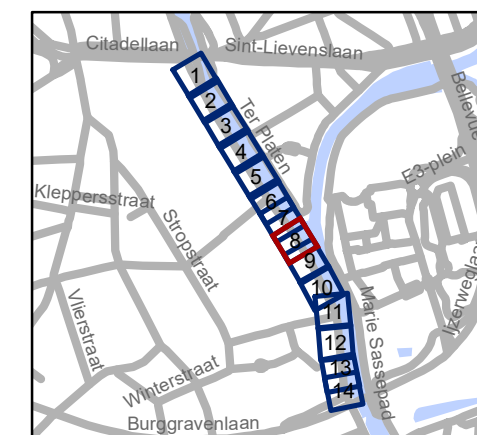 Citadellaan
Sint-Lievenslaan
Bellevue
Ter Platen
E3-plein
Kleppersstraat
Stropstraat
Vlierstraat
Winterstraat
Burggravenlaan
Marie Sassepad
Ijzerweglaa
1
2
3
4
5
6
7
8
9
10
11
12
13
14